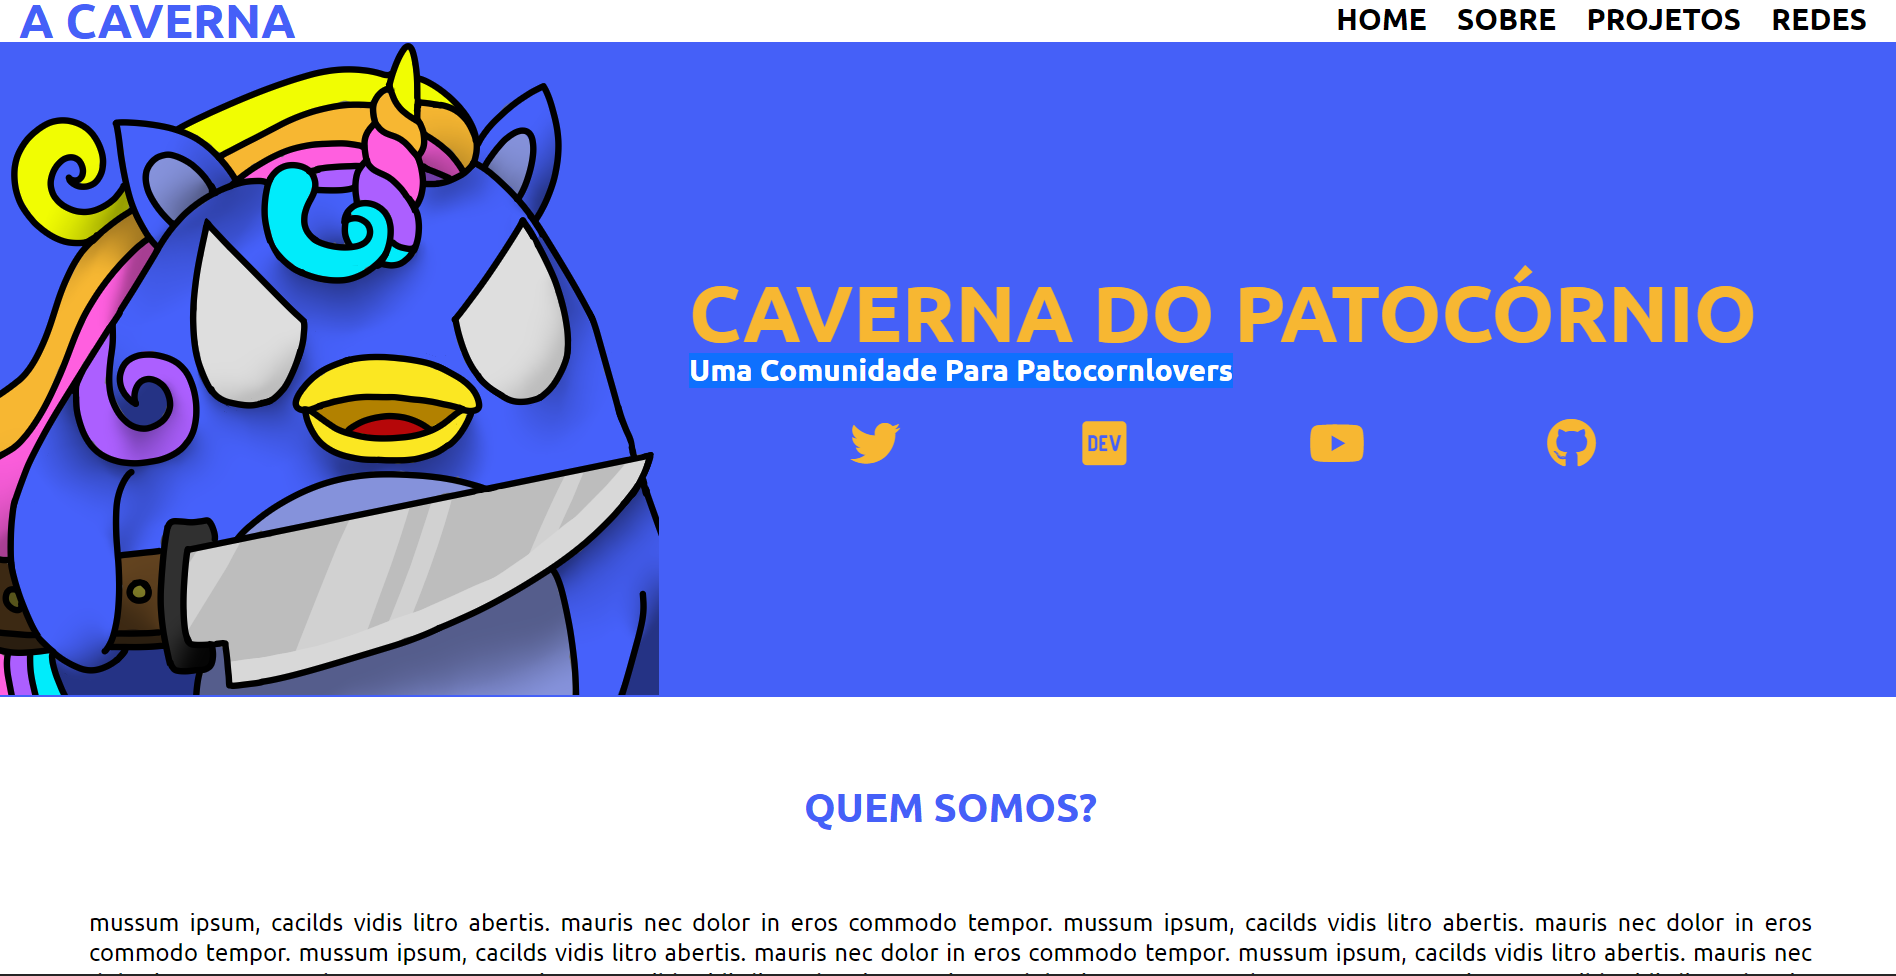 A CAVERNA
HOME SOBRE PROJETOS REDES
CAVERNA DO PATOCÓRNIO
Uma Comunidade Para Patocornlovers
DEV
QUEM SOMOS?
mussum ipsum, cacilds vidis litro abertis. mauris nec dolor in eros commodo tempor. mussum ipsum, cacilds vidis litro abertis. mauris nec dolor in eros
commodo tempor. mussum ipsum, cacilds vidis litro abertis. mauris nec dolor in eros commodo tempor. mussum ipsum, cacilds vidis litro abertis. mauris nec